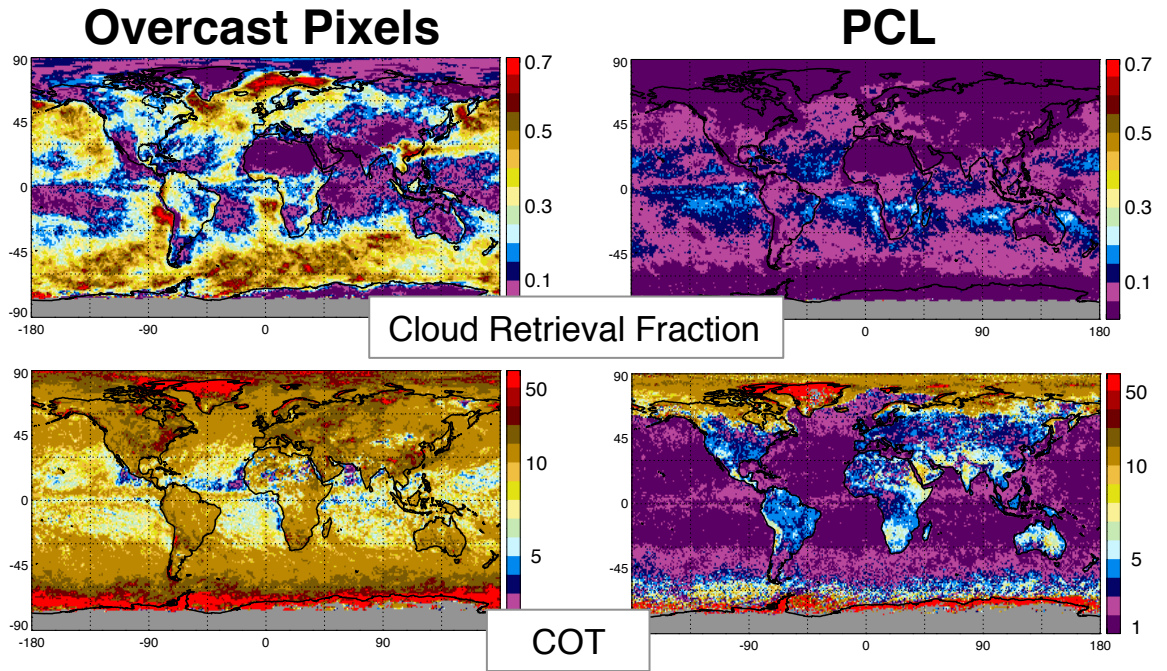 Overcast Pixels PCL
90 0.7 90 0.7
45 0.5 45 0.5
0 0.3 0 0.3
-45 0.1 -45 0.1
-90 -90
-180 -90 0 0 90 180
Cloud Retrieval Fraction
90 50 90 50
45 10 45 10
0 0
5 5
-45 -45
-90 1
-180 -90 90 -90 0 90 180
COT